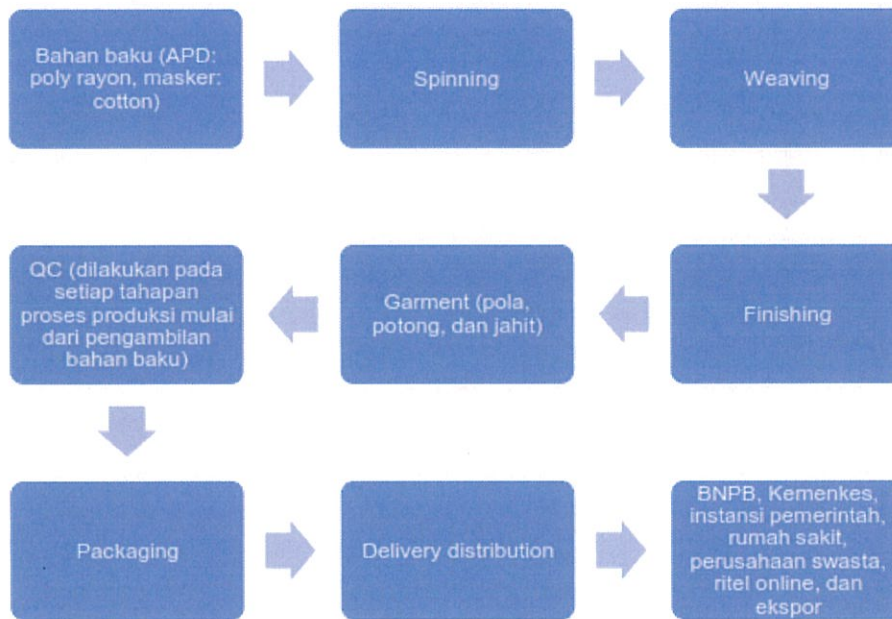 Bahan baku (APD:
poly rayon, masker:
cotton)
Spinning
Weaving
Finishing
Garment (pola,
potong, dan jahit)
QC (dilakukan pada
setiap tahapan
proses produksi mulai
dari pengambilan
bahan baku)
Packaging
Delivery distribution
BNPB, Kemenkes,
instansi pemerintah,
rumah sakit,
perusahaan swasta,
ritel online, dan
ekspor